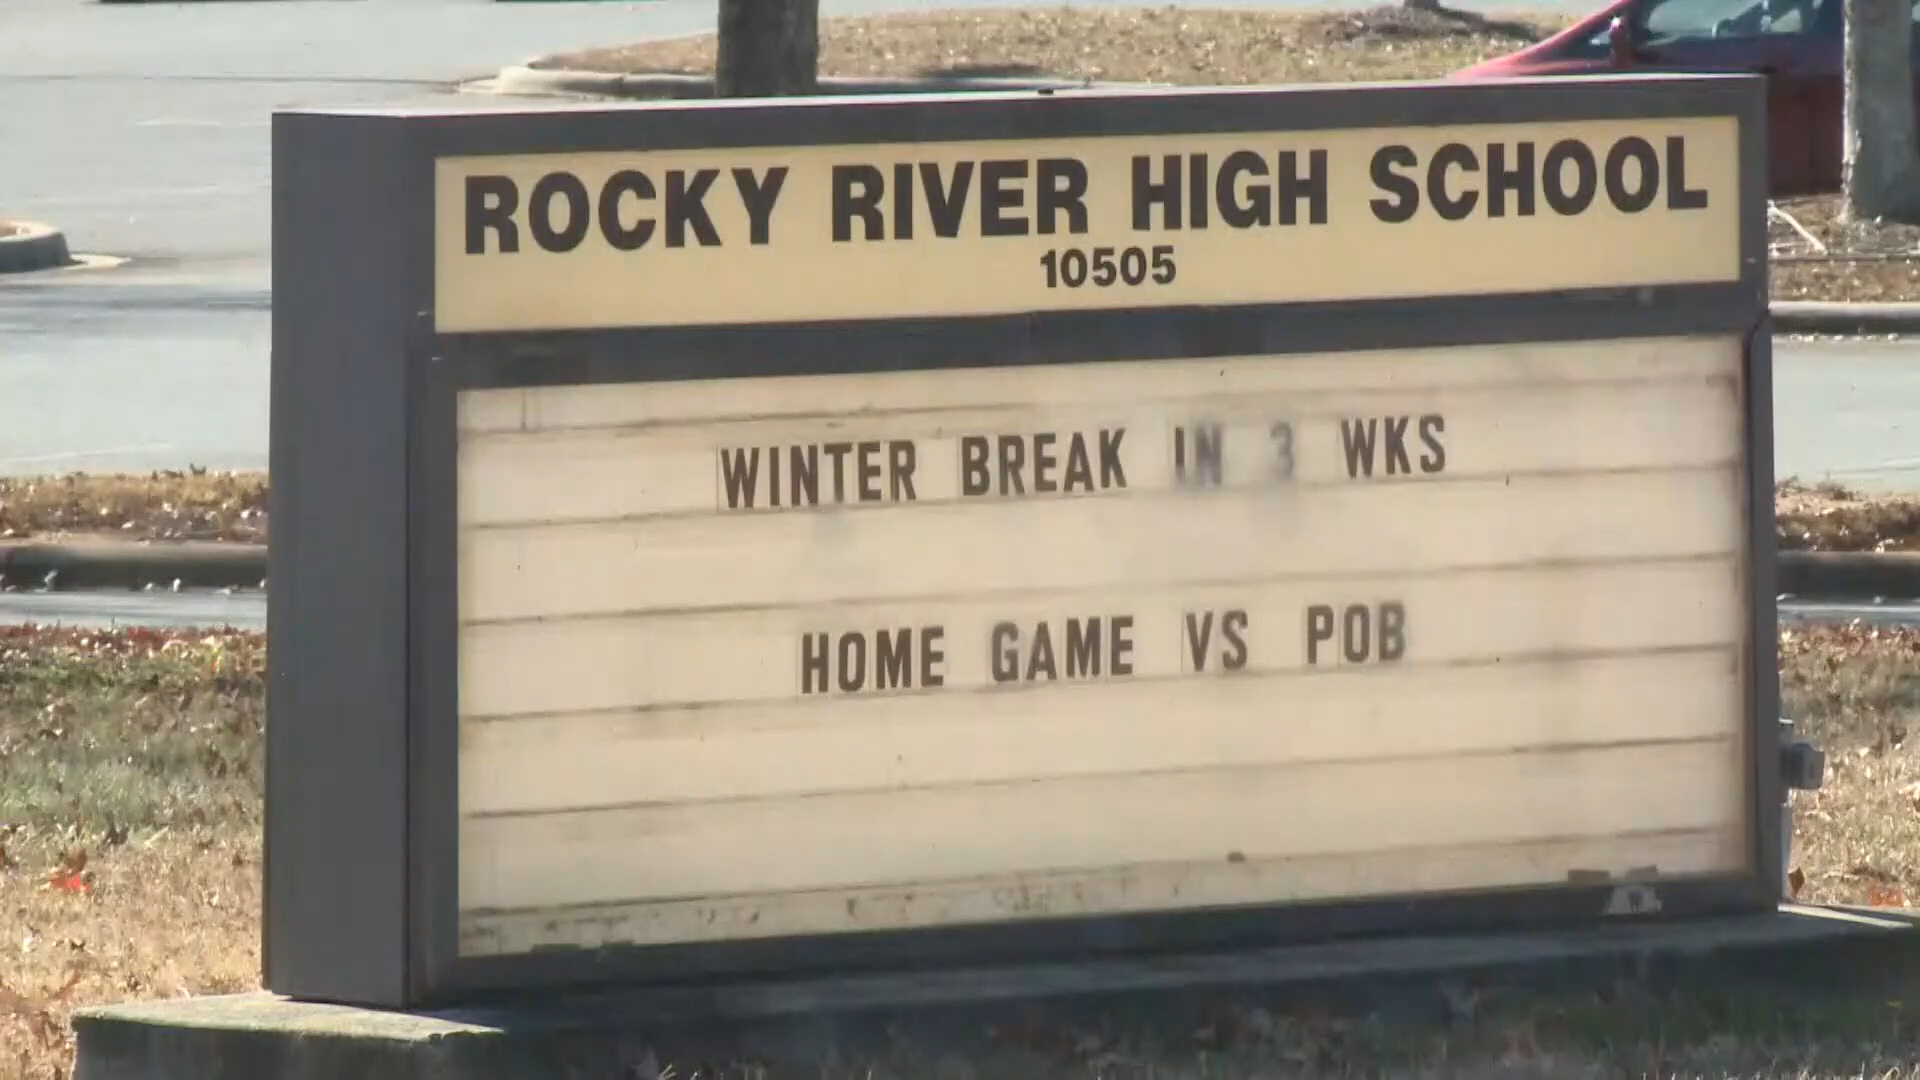 ROCKY RIVER HIGH SCHOOL
10505
WINTER BREAK IN 3 WKS
HOME GAME VS POB